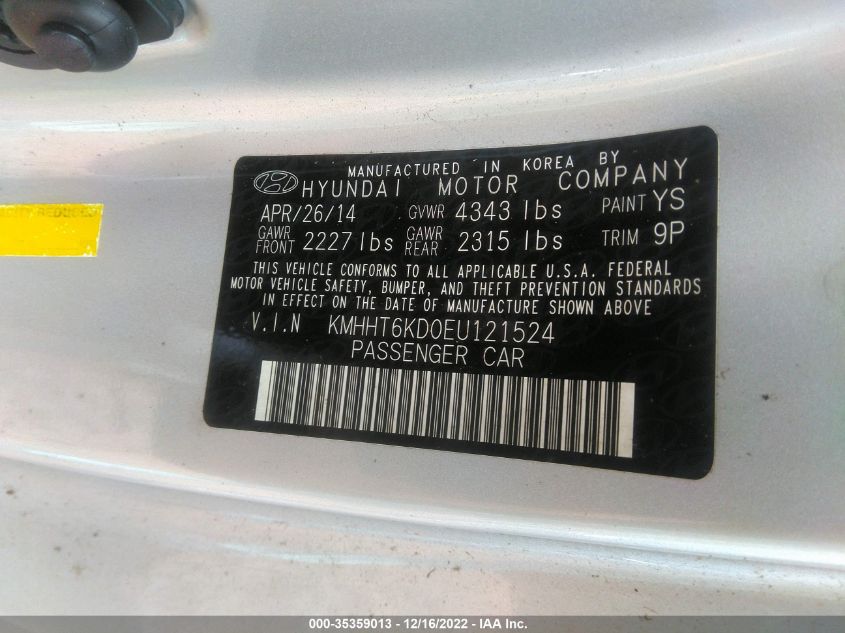 CITY REDUCED
MANUFACTURED IN KOREA BY
HYUNDAI MOTOR COMPANY
APR/26/14 GVWR 4343 lbs PAINT YS
GAWR FRONT 2227 lbs GAWR REAR 2315 lbs TRIM 9P
THIS VEHICLE CONFORMS TO ALL APPLICABLE U.S.A. FEDERAL
MOTOR VEHICLE SAFETY, BUMPER, AND THEFT PREVENTION STANDARDS
IN EFFECT ON THE DATE OF MANUFACTURE SHOWN ABOVE
V.I.N KMHHT6KD0EU121524
PASSENGER CAR
000-35359013 - 12/16/2022 - IAA Inc.